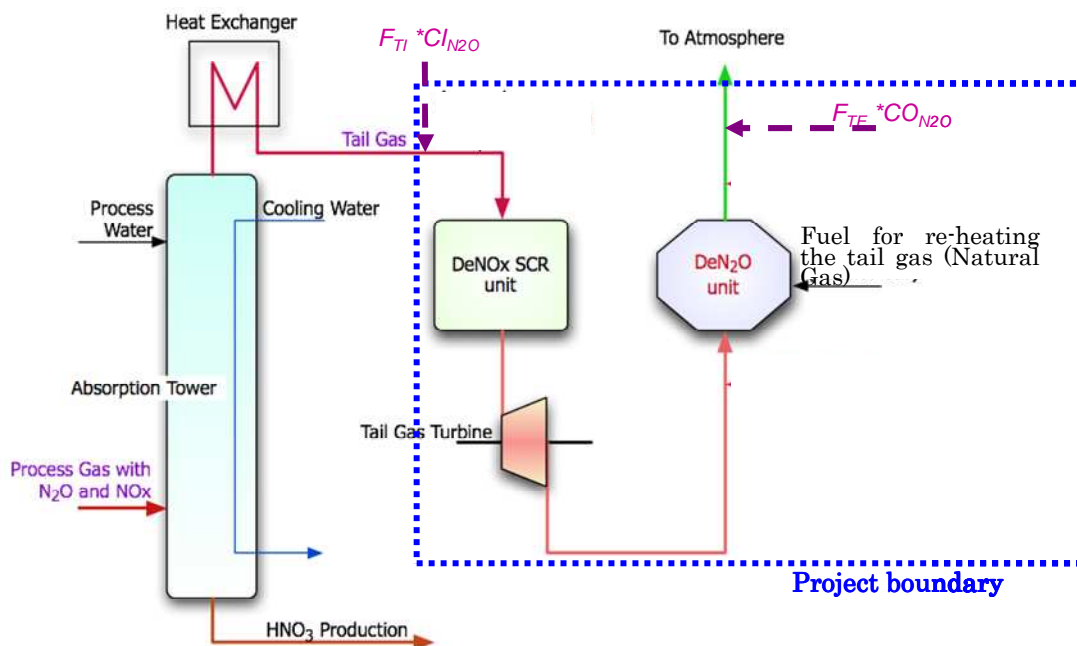 Heat Exchanger
F_TI *CI_N2O
To Atmosphere
F_TE *CO_N2O
Tail Gas
Process
Water
Cooling Water
DeNOx SCR
unit
DeN₂O
unit
Fuel for re-heating
the tail gas (Natural
Gas)
Absorption Tower
Tail Gas Turbine
Process Gas with
N₂O and NOx
Project boundary
HNO₃ Production